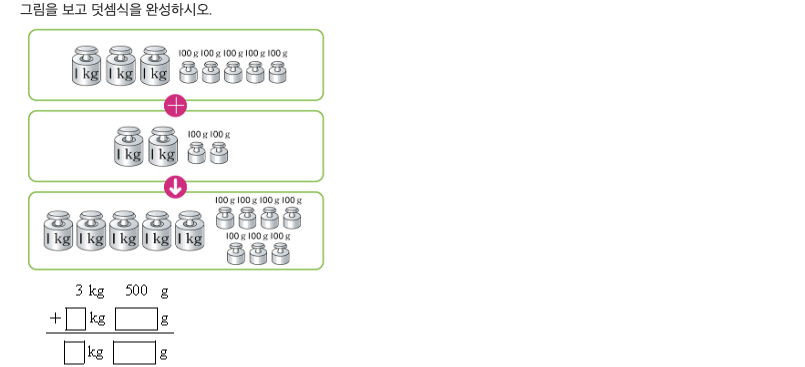 그림을 보고 덧셈식을 완성하시오.
100 g 100 g 100 g 100 g 100 g
1 kg 1 kg 1 kg
+
100 g 100 g
1 kg 1 kg
100 g 100 g 100 g 100 g
1 kg 1 kg 1 kg 1 kg 1 kg
100 g 100 g 100 g
3 kg 500 g
+ □ kg □ g
□ kg □ g